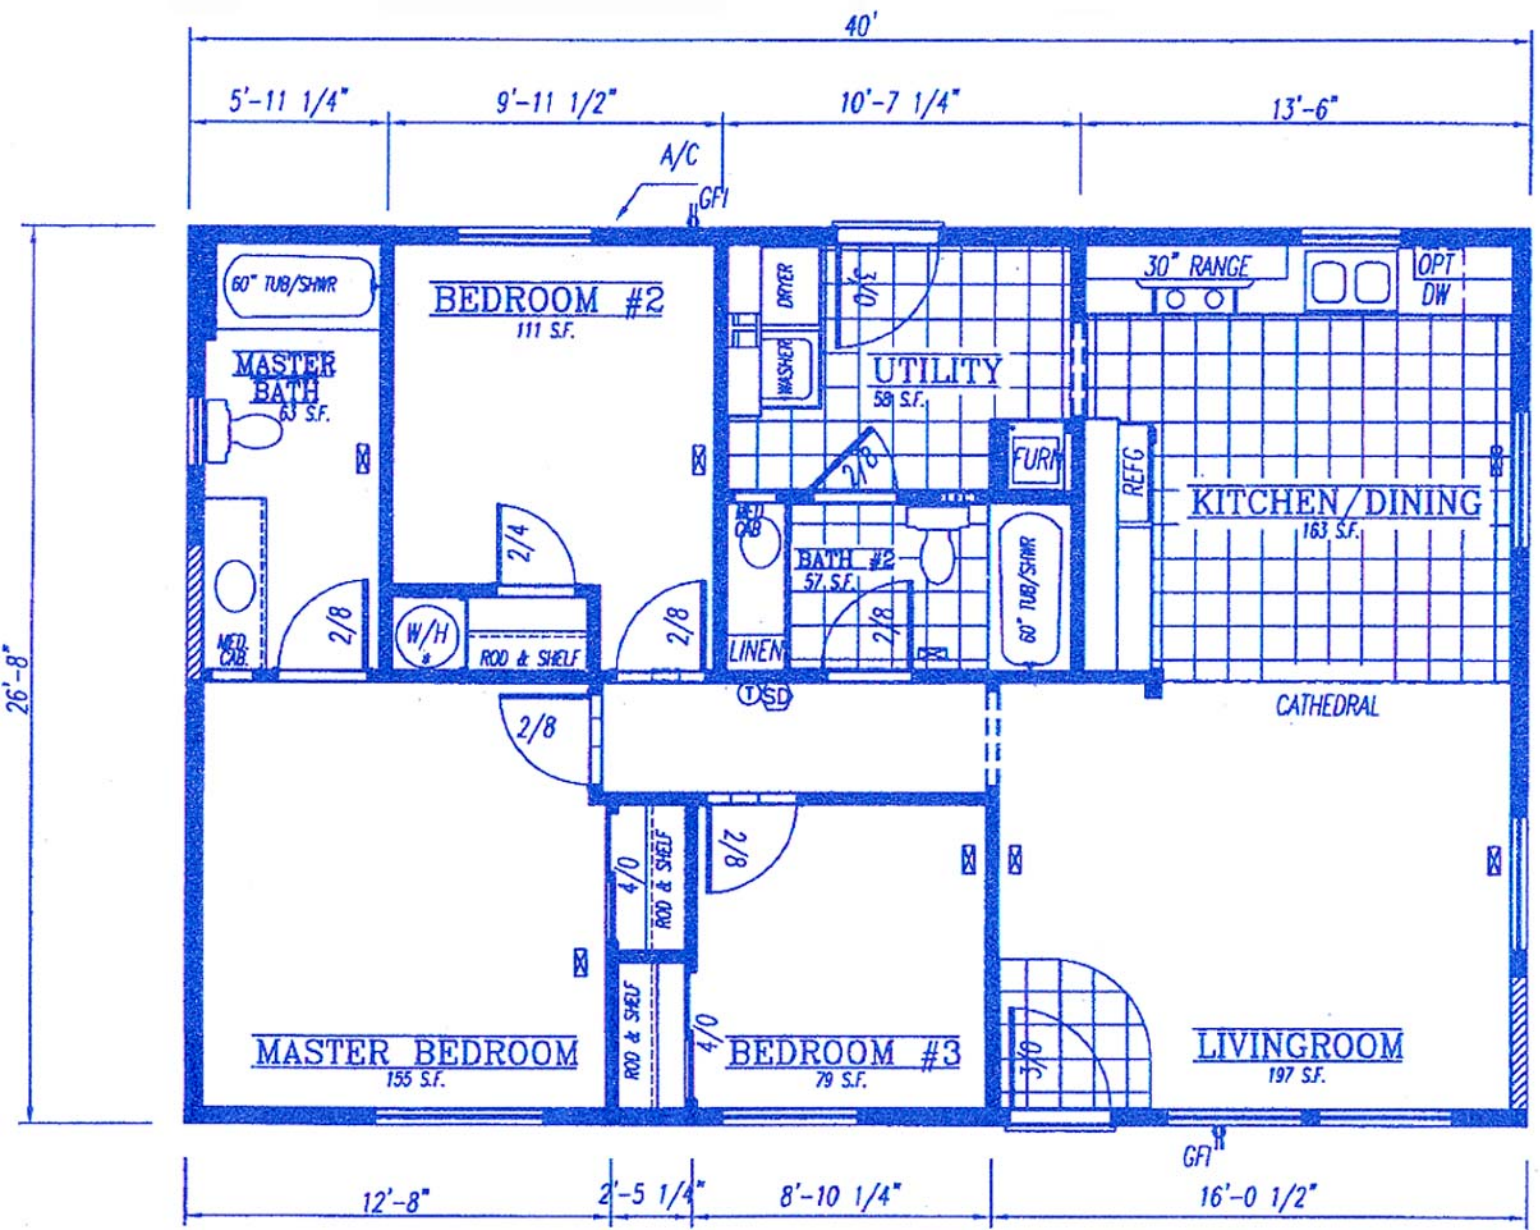 40'
5'-11 1/4"
9'-11 1/2"
10'-7 1/4"
13'-6"
A/C
GFI
60" TUB/SHWR
BEDROOM #2
111 S.F.
DRYER
3/0
30" RANGE
OPT
DW
MASTER
BATH
63 S.F.
WASHER
UTILITY
58 S.F.
2/8
FURN
REFG
KITCHEN/DINING
163 S.F.
2/4
MED.
CAB
BATH #2
57 S.F.
60" TUB/SHWR
2/8
2/8
2/8
W/H
ROD & SHELF
LINEN
MED.
CAB.
26'-8"
2/8
T
SD
CATHEDRAL
4/0
ROD & SHELF
2/8
ROD & SHELF
4/0
3/0
MASTER BEDROOM
155 S.F.
BEDROOM #3
79 S.F.
LIVINGROOM
197 S.F.
GFI
12'-8"
2'-5 1/4"
8'-10 1/4"
16'-0 1/2"